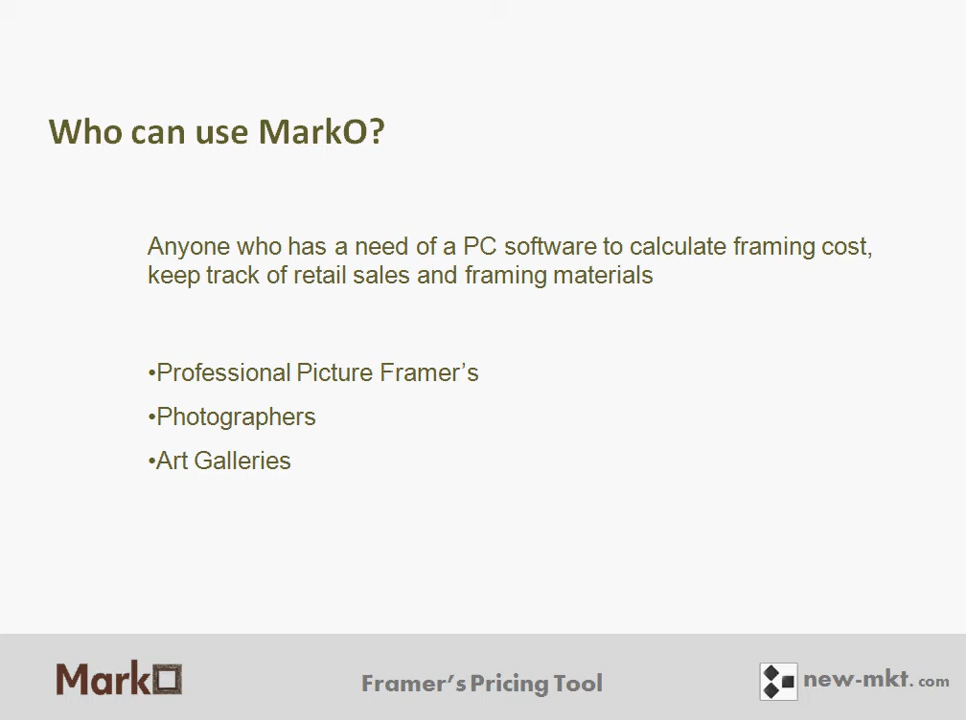 Who can use MarkO?
Anyone who has a need of a PC software to calculate framing cost,
keep track of retail sales and framing materials
•Professional Picture Framer’s
•Photographers
•Art Galleries
MarkO
Framer’s Pricing Tool
new-mkt.com